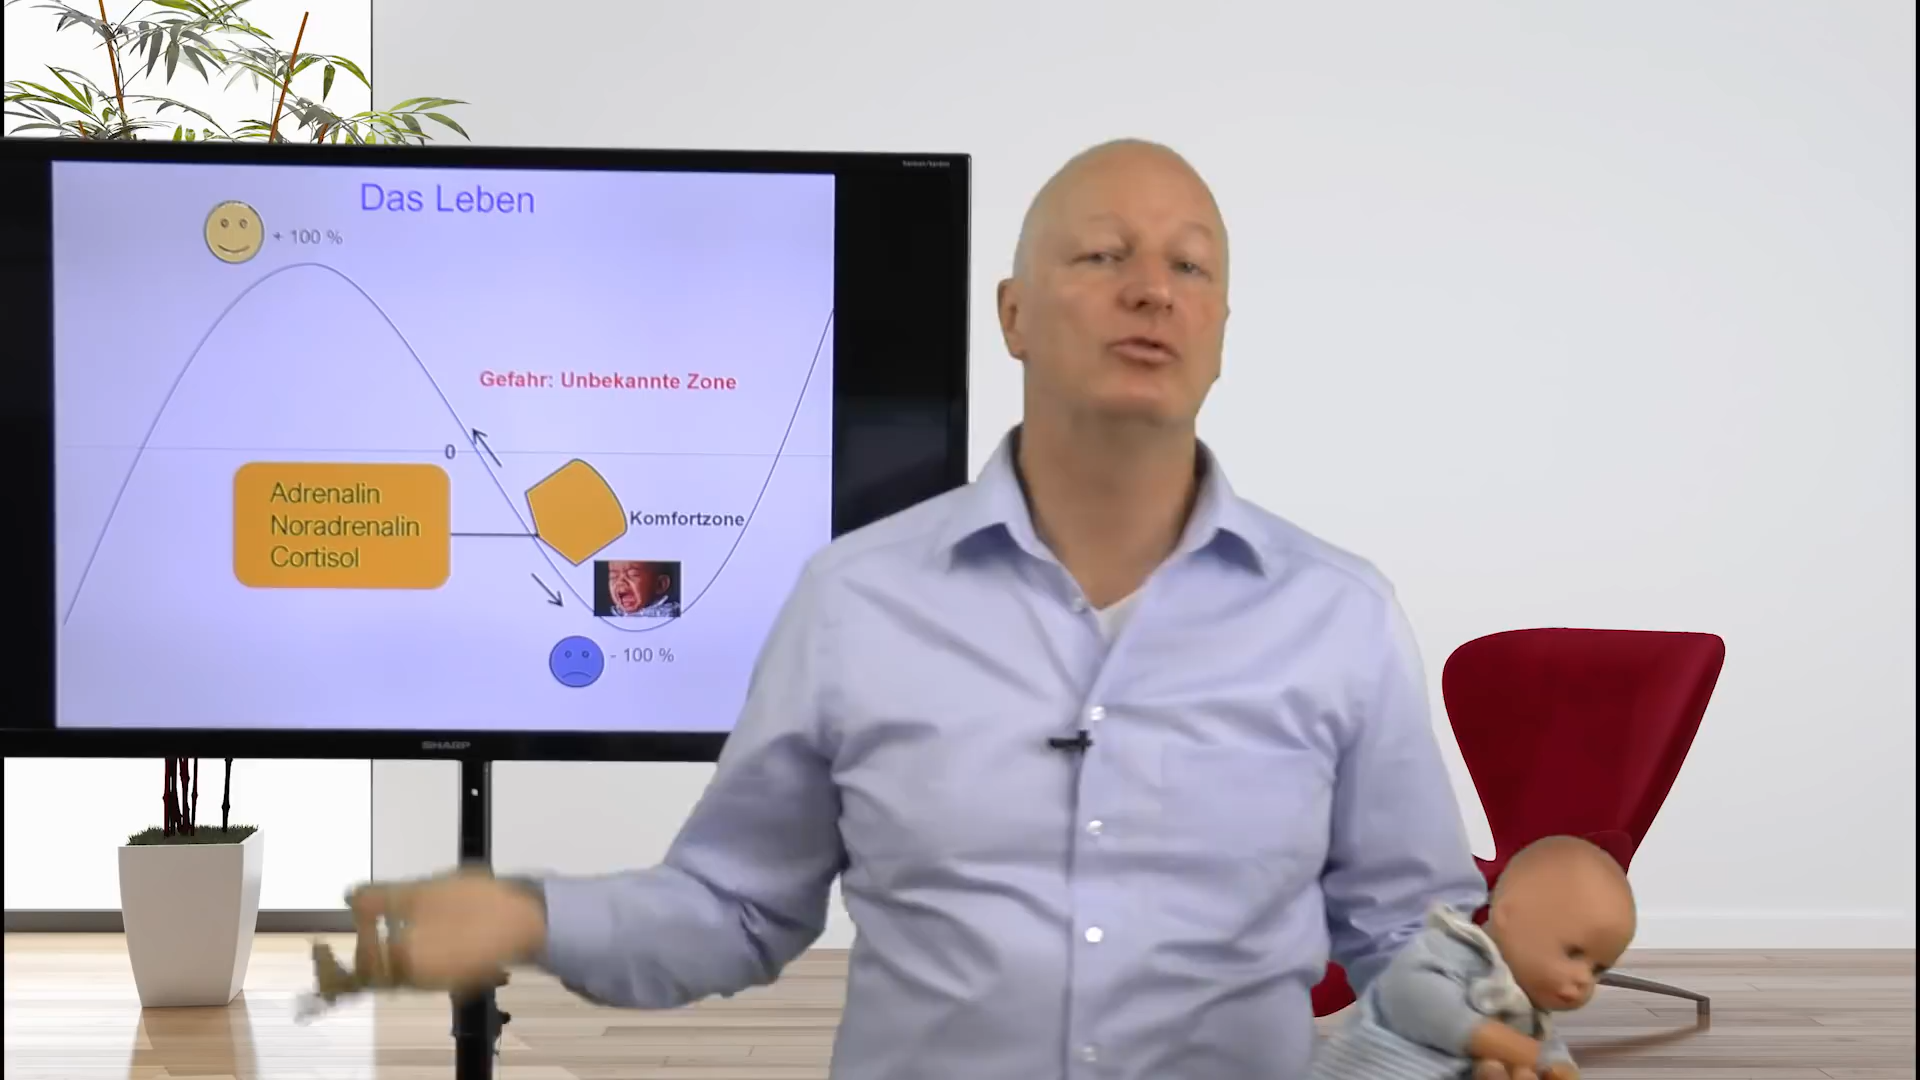 Das Leben
+ 100 %
Gefahr: Unbekannte Zone
0
Adrenalin
Noradrenalin
Cortisol
Komfortzone
- 100 %
SHARP